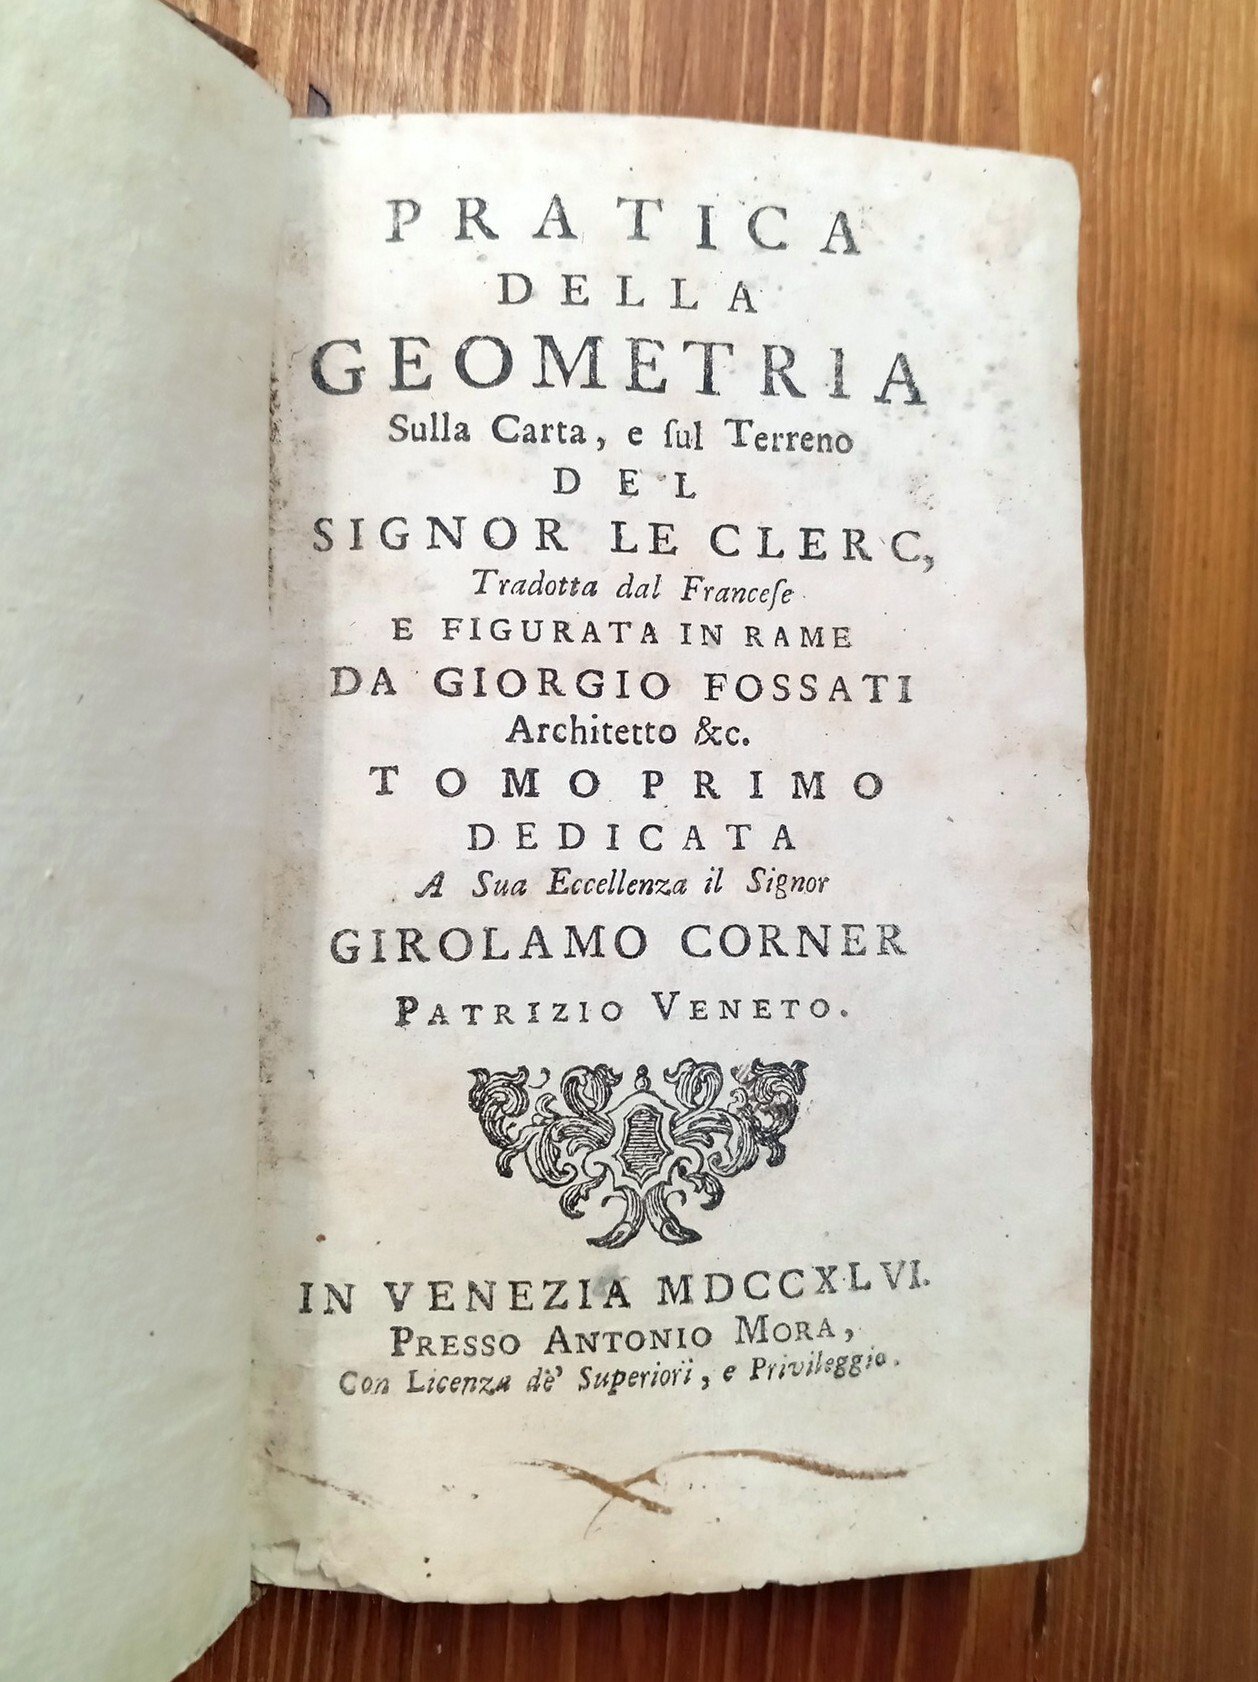 PRATICA
DELLA
GEOMETRIA
Sulla Carta, e ſul Terreno
DEL
SIGNOR LE CLERC,
Tradotta dal Franceſe
E FIGURATA IN RAME
DA GIORGIO FOSSATI
Architetto &c.
TOMO PRIMO
DEDICATA
A Sua Eccellenza il Signor
GIROLAMO CORNER
PATRIZIO VENETO.
IN VENEZIA MDCCXLVI.
PRESSO ANTONIO MORA,
Con Licenza de' Superiori, e Privileggio.